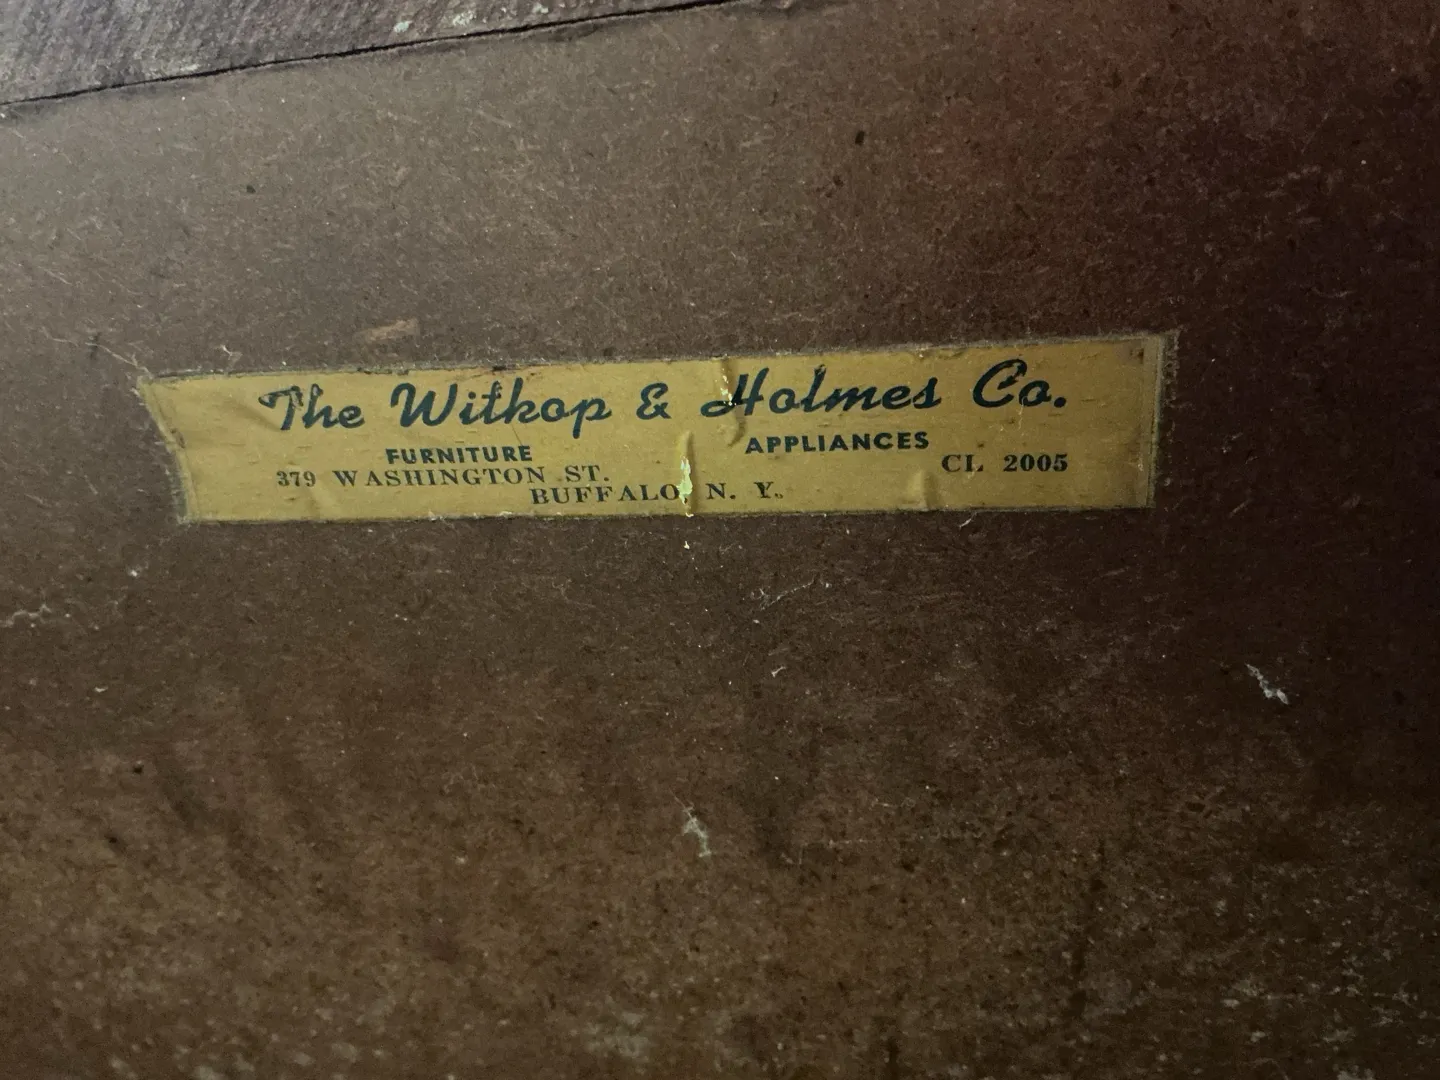 The Witkop & Holmes Co.
FURNITURE APPLIANCES
379 WASHINGTON ST. CL 2005
BUFFALO, N. Y.